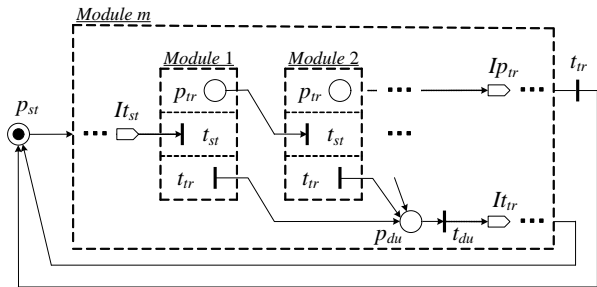 Module m
Module 1
Module 2
p_tr
p_tr
Ip_tr
t_tr
p_st
It_st
t_st
t_st
t_tr
t_tr
It_tr
p_du
t_du